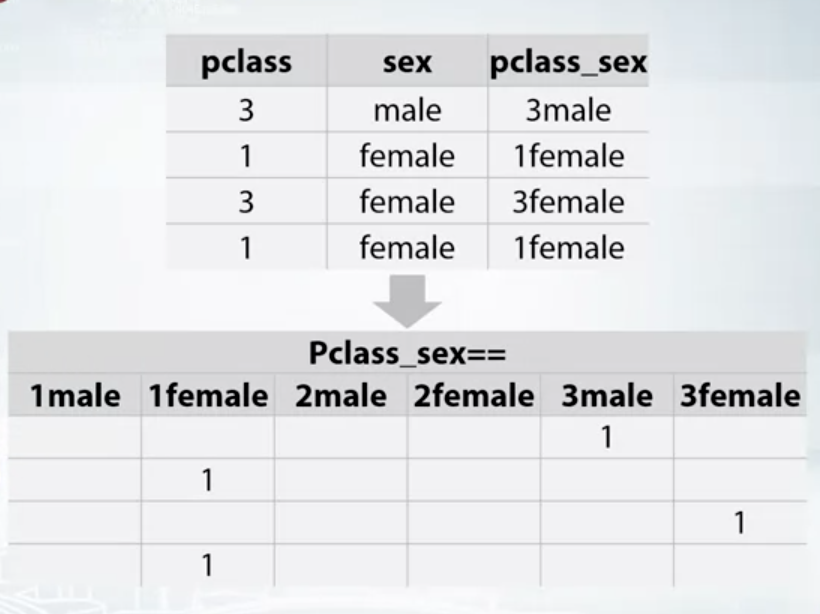 pclass sex pclass_sex
3 male 3male
1 female 1female
3 female 3female
1 female 1female
Pclass_sex==
1male 1female 2male 2female 3male 3female
1
1
1
1